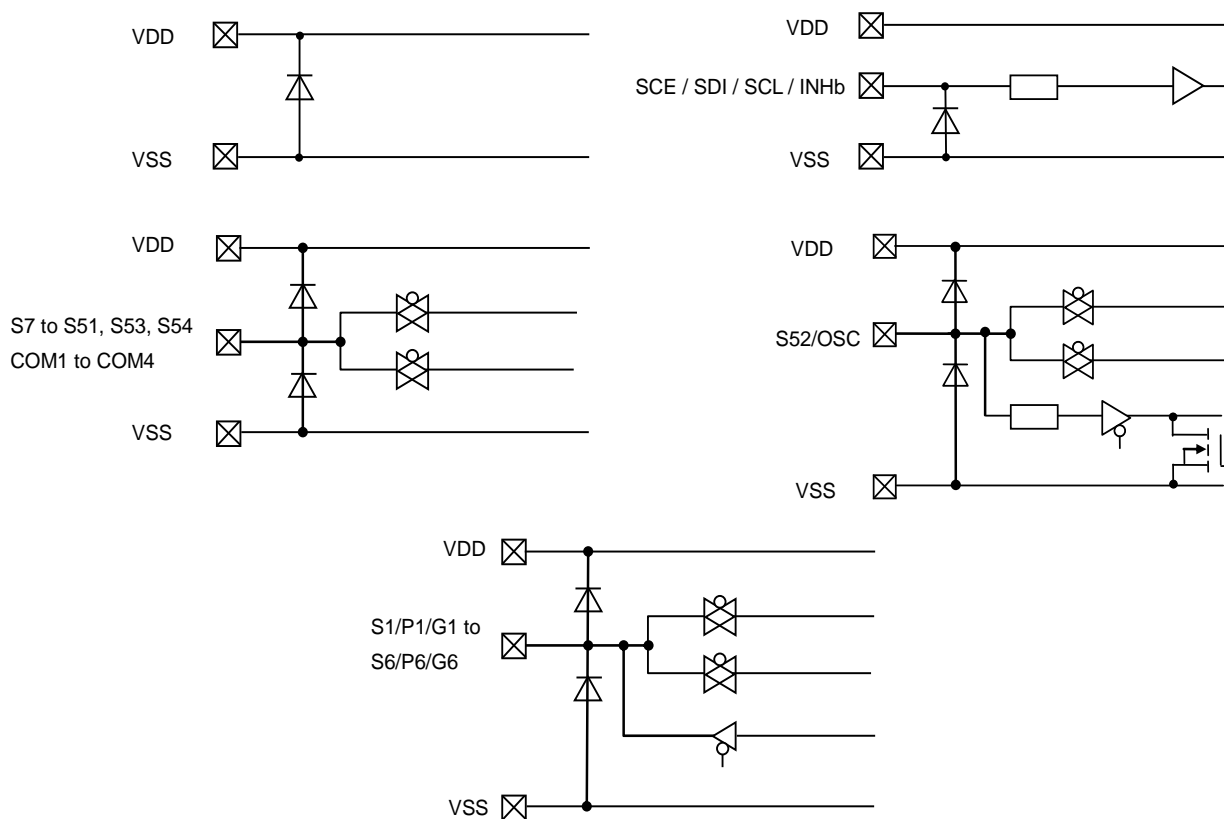 VDD
VSS
VDD
SCE / SDI / SCL / INHb
VSS
VDD
S7 to S51, S53, S54
COM1 to COM4
VSS
VDD
S52/OSC
VSS
VDD
S1/P1/G1 to
S6/P6/G6
VSS